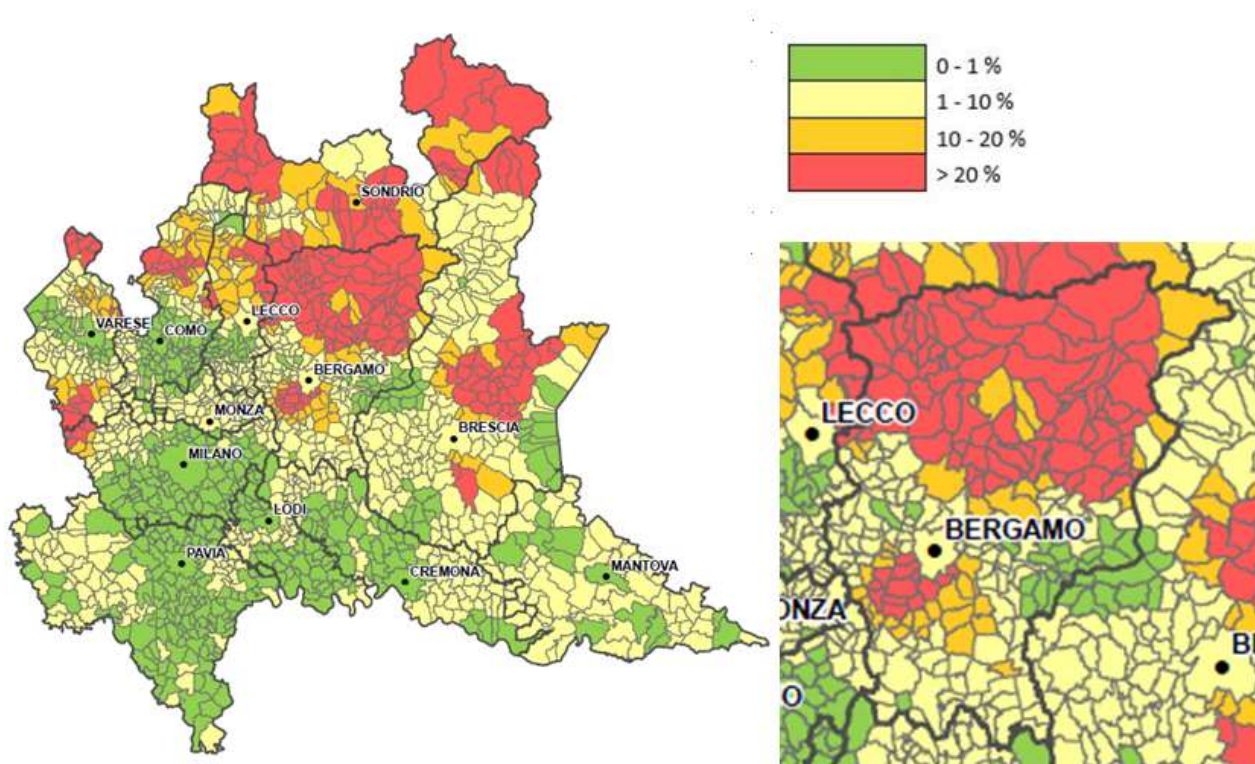 0 - 1 %
1 - 10 %
10 - 20 %
> 20 %
SONDRIO
LECCO
VARESE
COMO
BERGAMO
MONZA
BRESCIA
MILANO
LODI
PAVIA
CREMONA
MANTOVA
LECCO
BERGAMO
ONZA
BI
O